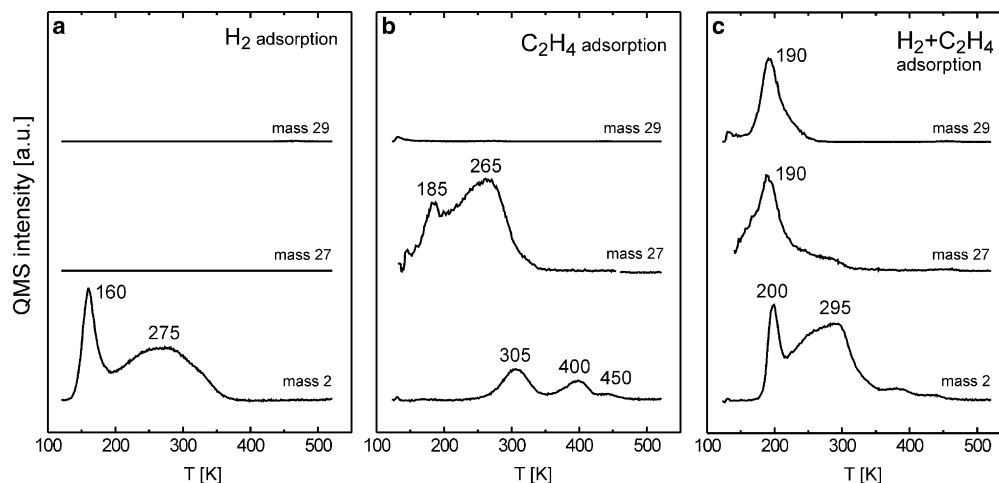 QMS intensity [a.u.]
a
H2 adsorption
mass 29
mass 27
160
275
mass 2
100 200 300 400 500
T [K]
b
C2H4 adsorption
mass 29
185
265
mass 27
305
400
450
100 200 300 400 500
T [K]
c
H2+C2H4
adsorption
190
mass 29
190
mass 27
200
295
mass 2
100 200 300 400 500
T [K]